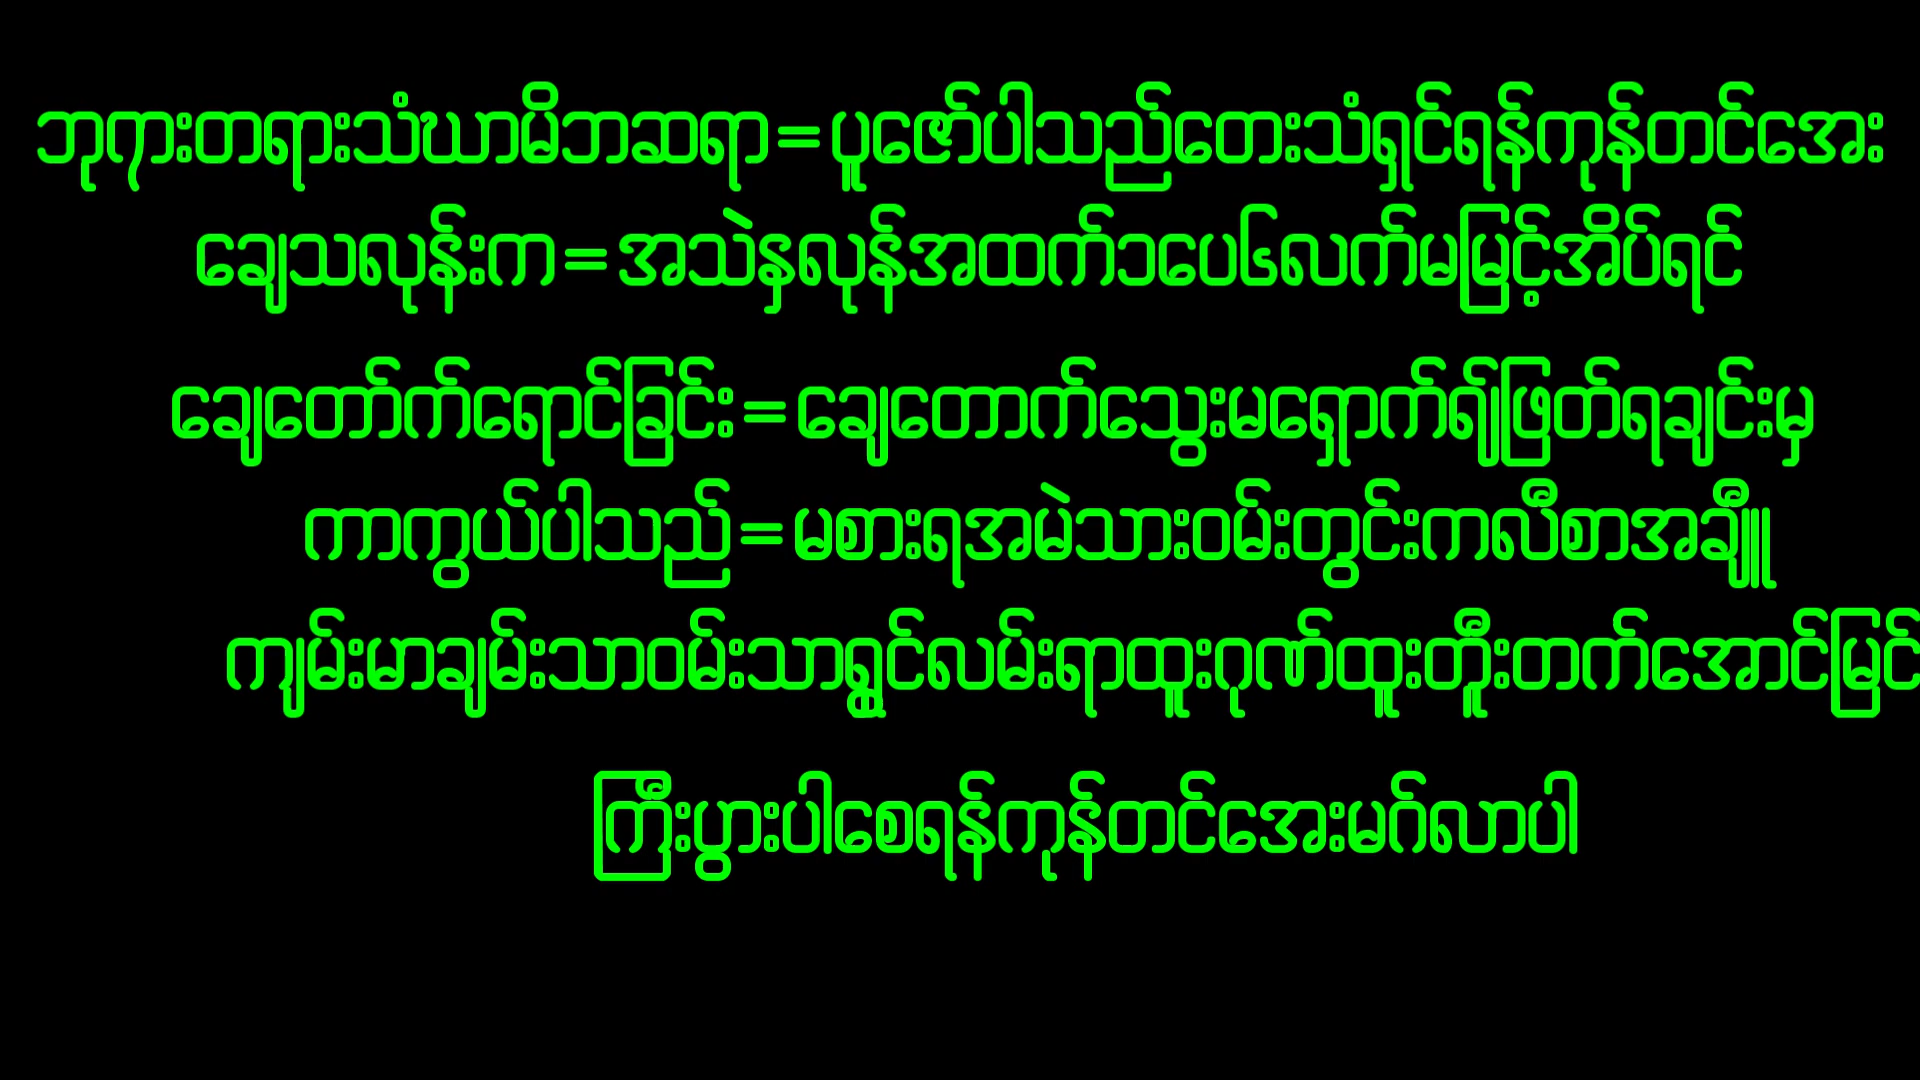 ဘုဂုားတရားသံဃာမိဘဆရာ=ပူဇော်ပါသည်တေးသံရှင်ရန်ကုန်တင်အေး
ချေသလုန်းက=အသဲနှလုန်အထက်၁ပေ၆လက်မမြင့်အိပ်ရင်
ချေတော်က်ရောင်ခြင်း=ချေတောက်သွေးမရှောက်ရ်ျဖြတ်ရချင်းမှ
ကာကွယ်ပါသည်=မစားရအမဲသားဝမ်းတွင်းကလီစာအချီျူ
ကျမ်းမာချမ်းသာဝမ်းသာရွှင်လမ်းရာထူးဂုဏ်ထူးတီူးတက်အောင်မြင်
ကြီးပွားပါစေရန်ကုန်တင်အေးမဂ်လာပါ